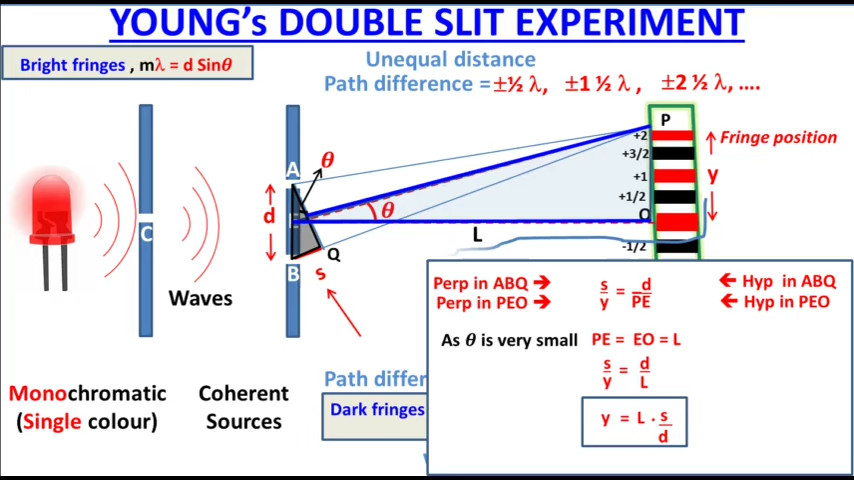 YOUNG's DOUBLE SLIT EXPERIMENT
Bright fringes , mλ = d Sinθ
Unequal distance
Path difference = ±½ λ, ±1 ½ λ , ±2 ½ λ, ....
P
+2
Fringe position
+3/2
A
θ
+1
y
+1/2
d
E
θ
O
C
L
-1/2
Q
B
s
Waves
Perp in ABQ ➔ s/y = d/PE ← Hyp in ABQ
Perp in PEO ➔ ← Hyp in PEO
As θ is very small PE = EO = L
s/y = d/L
y = L . s/d
Monochromatic
(Single colour)
Coherent
Sources
Path differ
Dark fringes